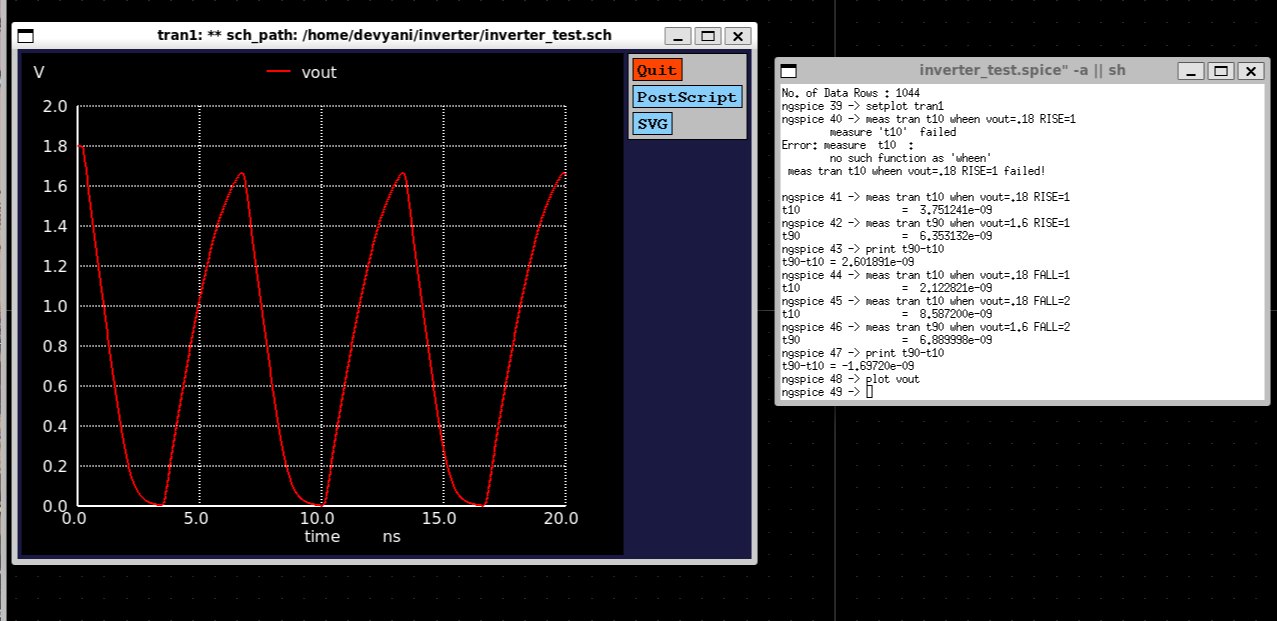 tran1: ** sch_path: /home/devyani/inverter/inverter_test.sch
V
vout
Quit
PostScript
SVG
2.0
1.8
1.6
1.4
1.2
1.0
0.8
0.6
0.4
0.2
0.0
0.0 5.0 10.0 15.0 20.0
time ns
inverter_test.spice" -a || sh
No. of Data Rows : 1044
ngspice 39 -> setplot tran1
ngspice 40 -> meas tran t10 wheen vout=.18 RISE=1
measure 't10' failed
Error: measure t10 :
no such function as 'wheen'
meas tran t10 wheen vout=.18 RISE=1 failed!
ngspice 41 -> meas tran t10 when vout=.18 RISE=1
t10 = 3.751241e-09
ngspice 42 -> meas tran t90 when vout=1.6 RISE=1
t90 = 6.353132e-09
ngspice 43 -> print t90-t10
t90-t10 = 2.601891e-09
ngspice 44 -> meas tran t10 when vout=.18 FALL=1
t10 = 2.122821e-09
ngspice 45 -> meas tran t10 when vout=.18 FALL=2
t10 = 8.587200e-09
ngspice 46 -> meas tran t90 when vout=1.6 FALL=2
t90 = 6.889998e-09
ngspice 47 -> print t90-t10
t90-t10 = -1.69720e-09
ngspice 48 -> plot vout
ngspice 49 ->